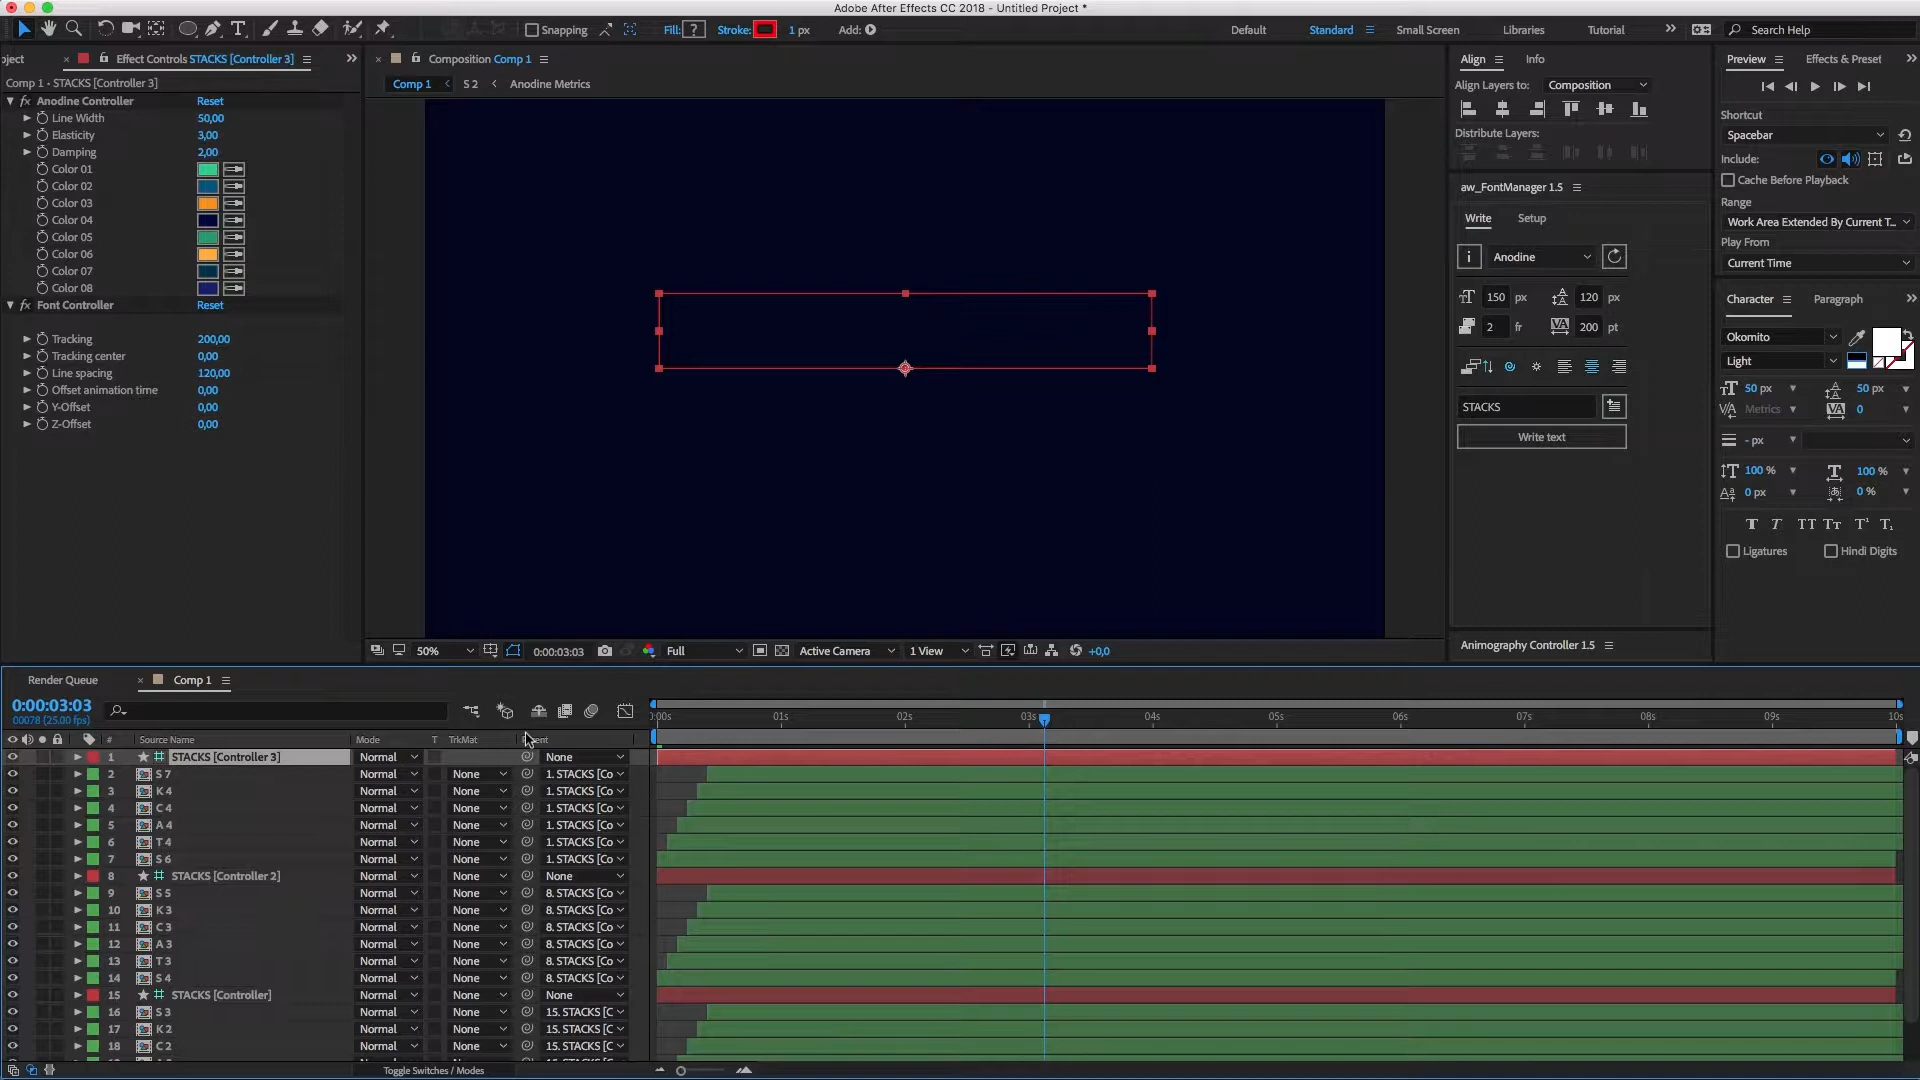 Adobe After Effects CC 2018 - Untitled Project *
Snapping
Fill: ?
Stroke:
1 px
Add:
Default
Standard
Small Screen
Libraries
Tutorial
Search Help
oject
Effect Controls STACKS [Controller 3]
Comp 1 • STACKS [Controller 3]
Anodine Controller Reset
Line Width 50,00
Elasticity 3,00
Damping 2,00
Color 01
Color 02
Color 03
Color 04
Color 05
Color 06
Color 07
Color 08
Font Controller Reset
Tracking 200,00
Tracking center 0,00
Line spacing 120,00
Offset animation time 0,00
Y-Offset 0,00
Z-Offset 0,00
Composition Comp 1
Comp 1 S 2 Anodine Metrics
50% 0:00:03:03 Full Active Camera 1 View +0,0
Align Info
Align Layers to: Composition
Distribute Layers:
aw_FontManager 1.5
Write Setup
i Anodine
150 px 120 px
2 fr 200 pt
STACKS
Write text
Animography Controller 1.5
Preview Effects & Preset
Shortcut
Spacebar
Include:
Cache Before Playback
Range
Work Area Extended By Current T...
Play From
Current Time
Character Paragraph
Okomito
Light
50 px 50 px
Metrics 0
- px
100 % 100 %
0 px 0 %
T T TT Tt T¹ T₁
Ligatures Hindi Digits
Render Queue Comp 1
0:00:03:03
00078 (25.00 fps)
0:00s 01s 02s 03s 04s 05s 06s 07s 08s 09s 10s
# Source Name Mode T TrkMat
1 STACKS [Controller 3] Normal None
2 S 7 Normal None 1. STACKS [Co
3 K 4 Normal None 1. STACKS [Co
4 C 4 Normal None 1. STACKS [Co
5 A 4 Normal None 1. STACKS [Co
6 T 4 Normal None 1. STACKS [Co
7 S 6 Normal None 1. STACKS [Co
8 STACKS [Controller 2] Normal None
9 S 5 Normal None 8. STACKS [Co
10 K 3 Normal None 8. STACKS [Co
11 C 3 Normal None 8. STACKS [Co
12 A 3 Normal None 8. STACKS [Co
13 T 3 Normal None 8. STACKS [Co
14 S 4 Normal None 8. STACKS [Co
15 STACKS [Controller] Normal None
16 S 3 Normal None 15. STACKS [C
17 K 2 Normal None 15. STACKS [C
18 C 2 Normal None 15. STACKS [C
Toggle Switches / Modes